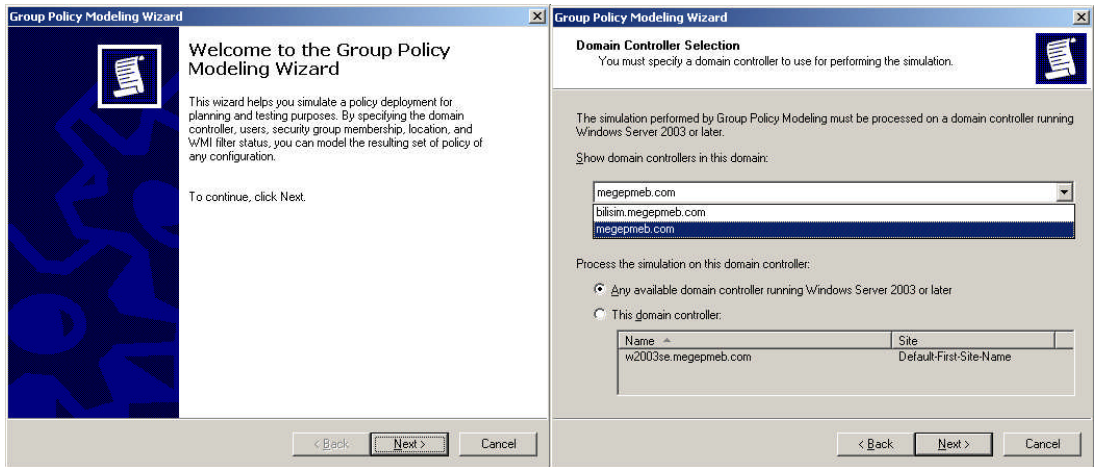 Group Policy Modeling Wizard
Welcome to the Group Policy
Modeling Wizard
This wizard helps you simulate a policy deployment for
planning and testing purposes. By specifying the domain
controller, users, security group membership, location, and
WMI filter status, you can model the resulting set of policy of
any configuration.
To continue, click Next.
< Back
Next >
Cancel
Group Policy Modeling Wizard
Domain Controller Selection
You must specify a domain controller to use for performing the simulation.
The simulation performed by Group Policy Modeling must be processed on a domain controller running
Windows Server 2003 or later.
Show domain controllers in this domain:
megepmeb.com
bilisim.megepmeb.com
megepmeb.com
Process the simulation on this domain controller:
Any available domain controller running Windows Server 2003 or later
This domain controller:
Name Site
w2003se.megepmeb.com Default-First-Site-Name
< Back
Next >
Cancel